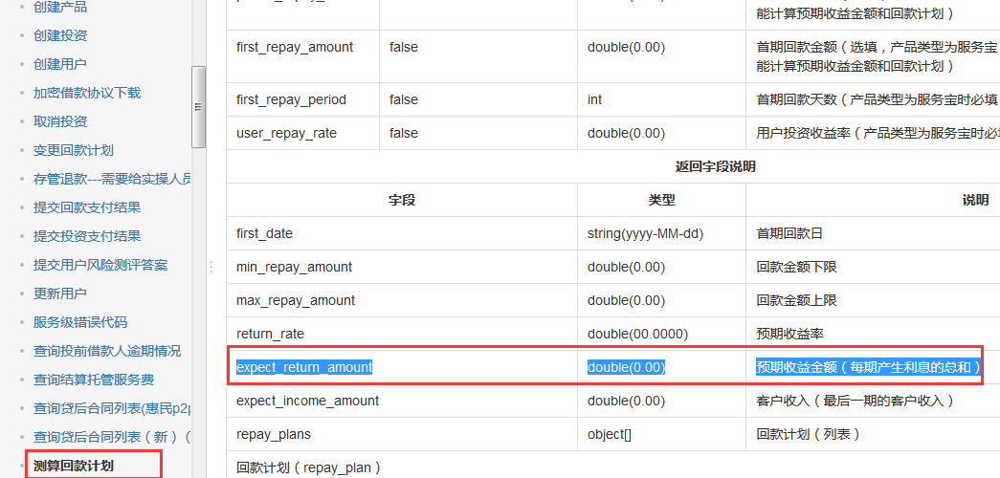 创建产品
创建投资
创建用户
加密借款协议下载
取消投资
变更回款计划
存管退款---需要给实操人员
提交回款支付结果
提交投资支付结果
提交用户风险测评答案
更新用户
服务级错误代码
查询投前借款人逾期情况
查询结算托管服务费
查询贷后合同列表(惠民p2p
查询贷后合同列表（新）（
测算回款计划
能计算预期收益金额和回款计划）
first_repay_amount false double(0.00) 首期回款金额（选填，产品类型为服务宝
能计算预期收益金额和回款计划）
first_repay_period false int 首期回款天数（产品类型为服务宝时必填
user_repay_rate false double(0.00) 用户投资收益率（产品类型为服务宝时必
返回字段说明
字段 类型 说明
first_date string(yyyy-MM-dd) 首期回款日
min_repay_amount double(0.00) 回款金额下限
max_repay_amount double(0.00) 回款金额上限
return_rate double(00.0000) 预期收益率
expect_return_amount double(0.00) 预期收益金额（每期产生利息的总和）
expect_income_amount double(0.00) 客户收入（最后一期的客户收入）
repay_plans object[] 回款计划（列表）
回款计划（repay_plan）